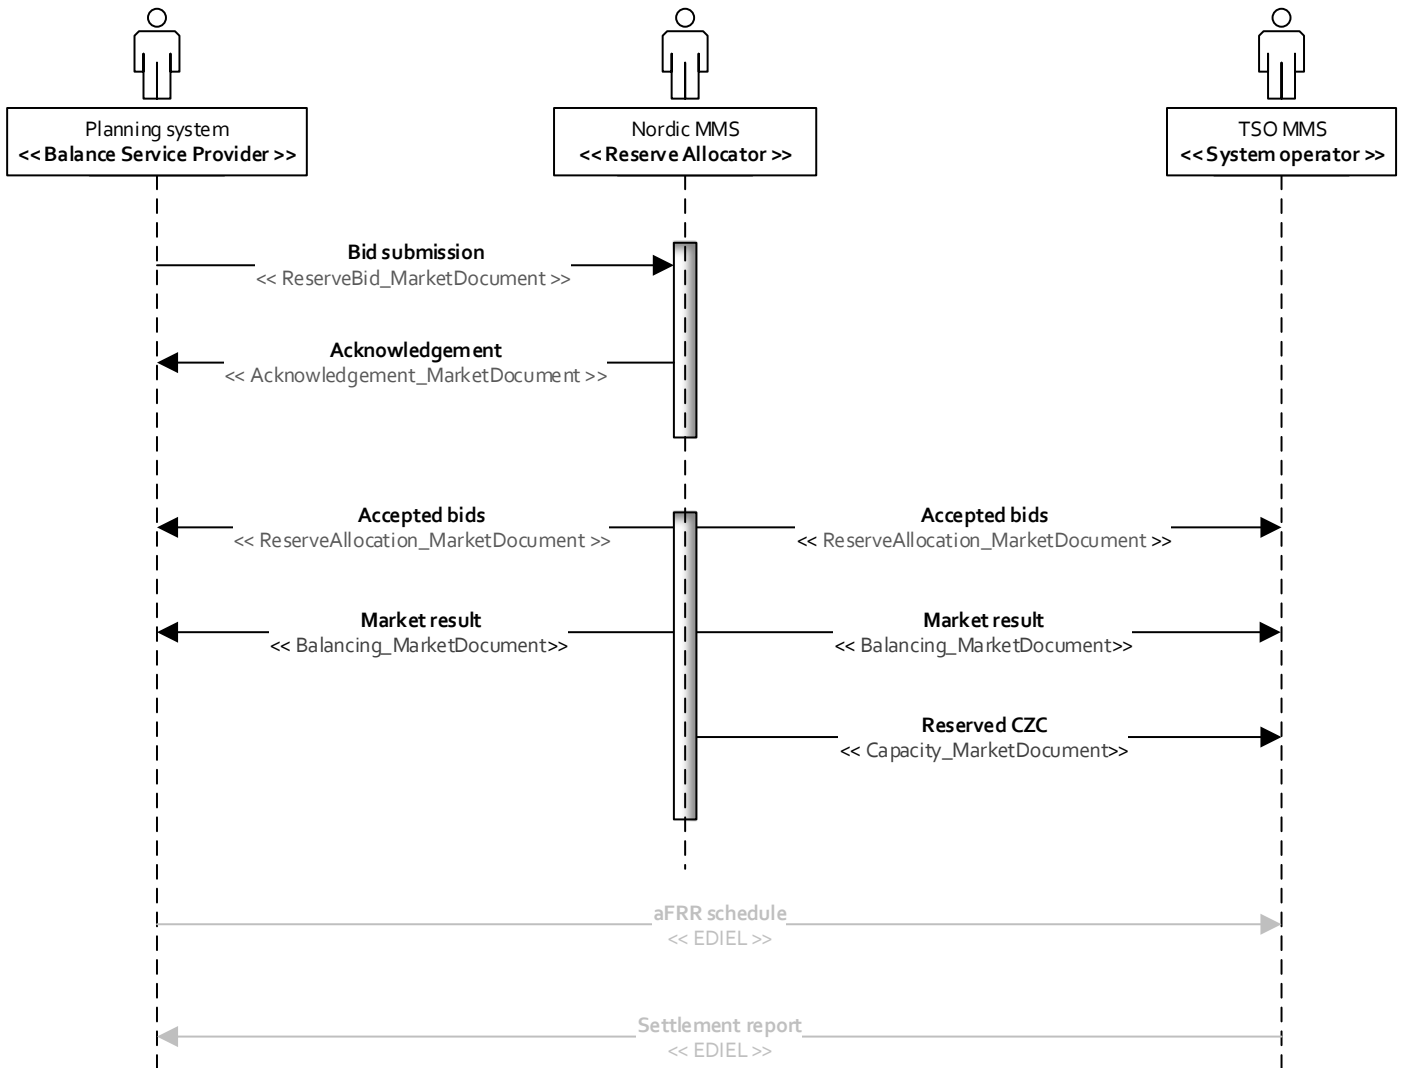 Planning system
<< Balance Service Provider >>
Nordic MMS
<< Reserve Allocator >>
TSO MMS
<< System operator >>
Bid submission
<< ReserveBid_MarketDocument >>
Acknowledgement
<< Acknowledgement_MarketDocument >>
Accepted bids
<< ReserveAllocation_MarketDocument >>
Accepted bids
<< ReserveAllocation_MarketDocument >>
Market result
<< Balancing_MarketDocument>>
Market result
<< Balancing_MarketDocument>>
Reserved CZC
<< Capacity_MarketDocument>>
aFRR schedule
<< EDIEL >>
Settlement report
<< EDIEL >>